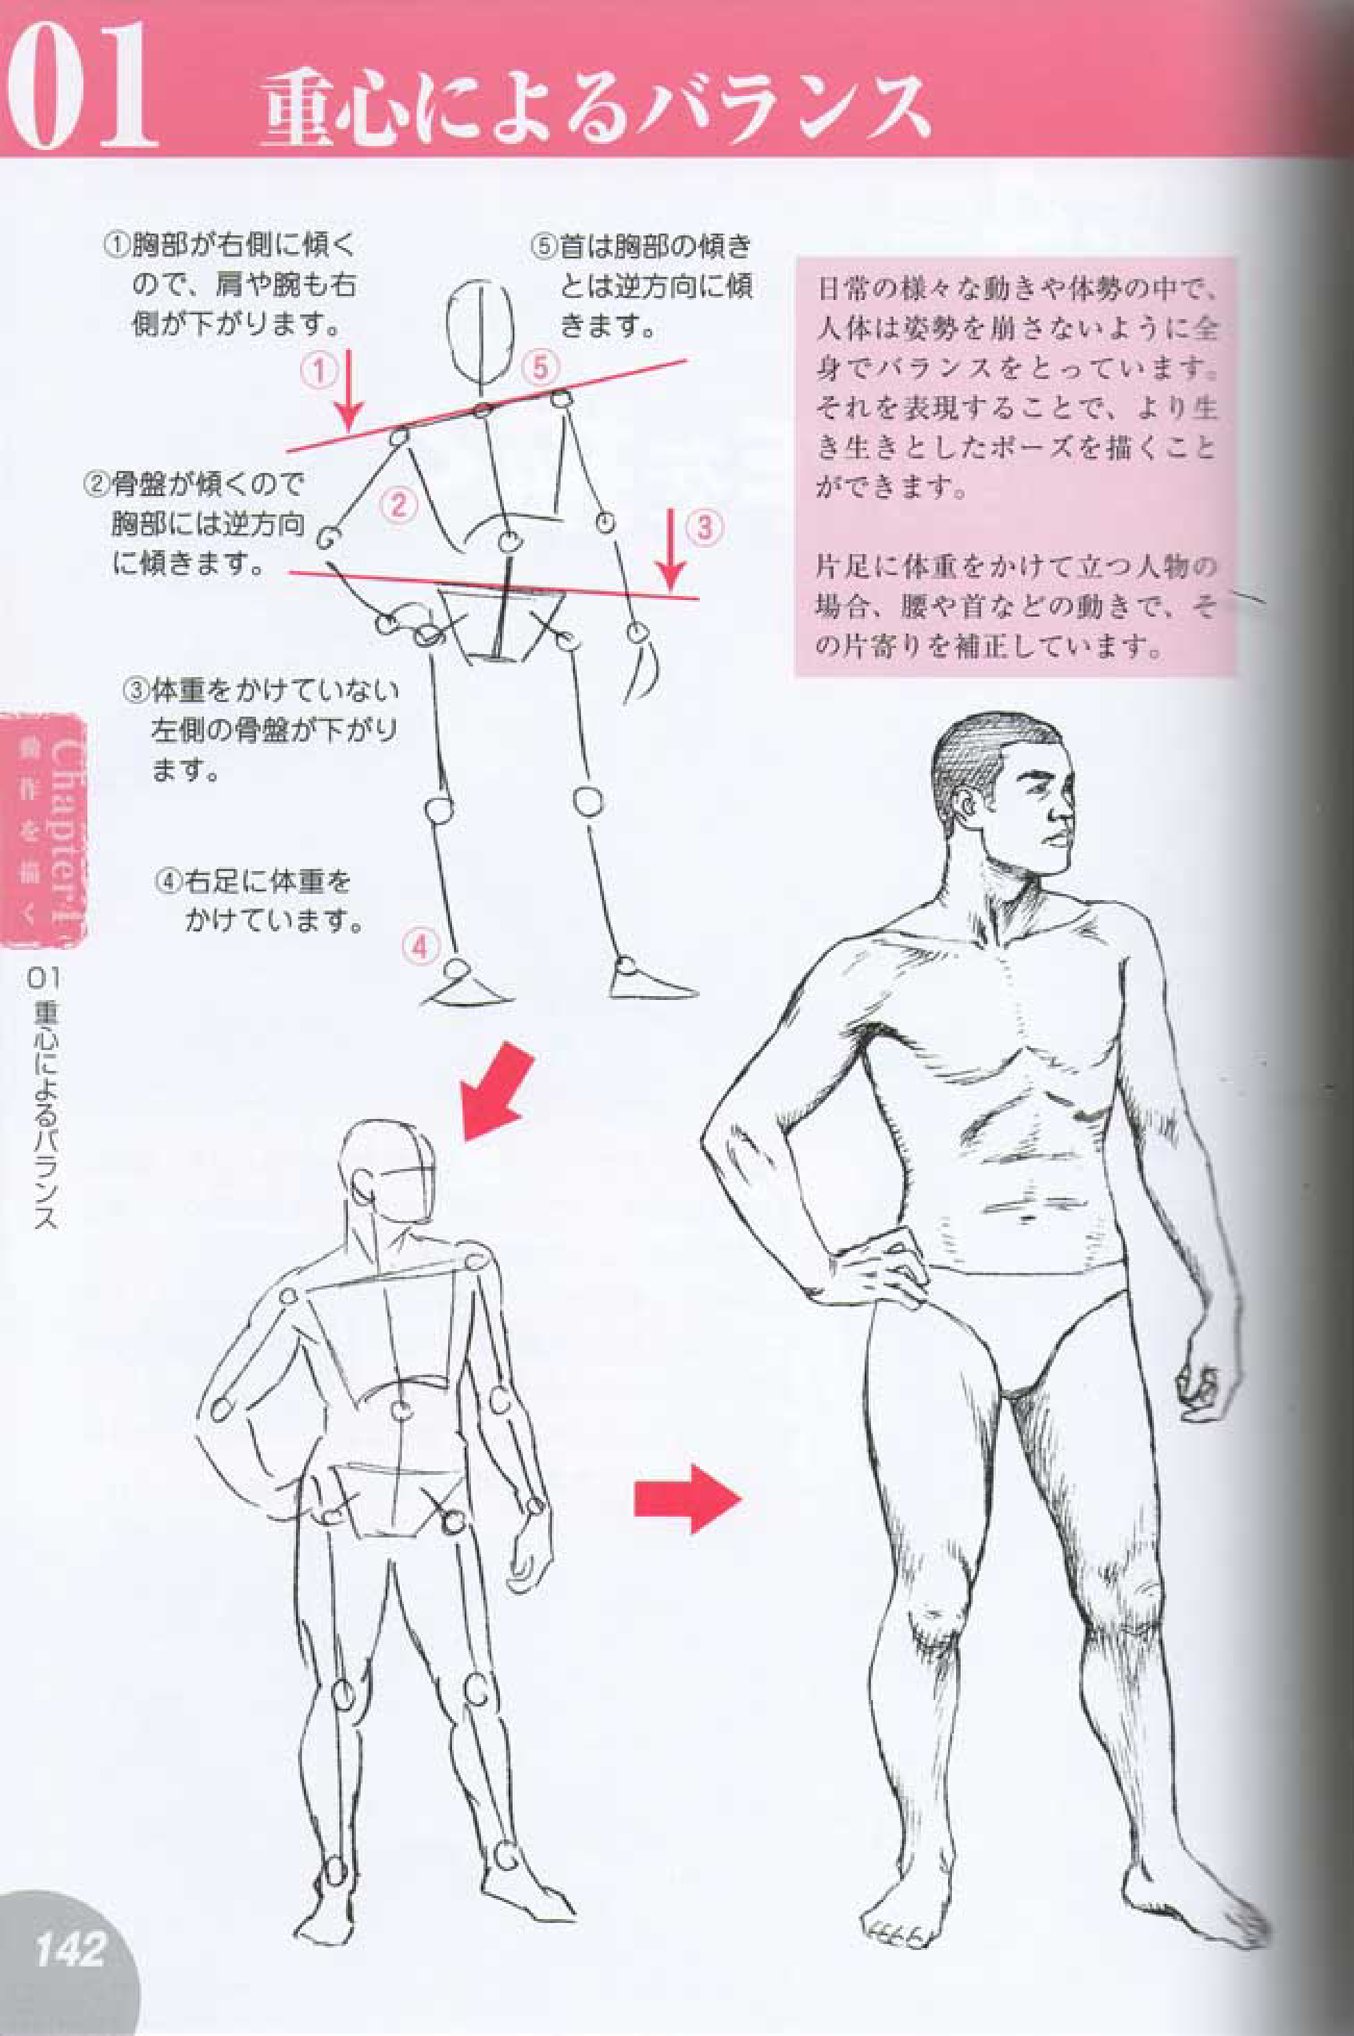 01 重心によるバランス
①胸部が右側に傾く
ので、肩や腕も右
側が下がります。
⑤首は胸部の傾き
とは逆方向に傾
きます。
日常の様々な動きや体勢の中で、
人体は姿勢を崩さないように全
身でバランスをとっています。
それを表現することで、より生
き生きとしたポーズを描くこと
ができます。
片足に体重をかけて立つ人物の
場合、腰や首などの動きで、そ
の片寄りを補正しています。
①
⑤
②骨盤が傾くので
胸部には逆方向
に傾きます。
②
③
③体重をかけていない
左側の骨盤が下がり
ます。
④右足に体重を
かけています。
④
Chapter
動作を描く
01 重心によるバランス
142